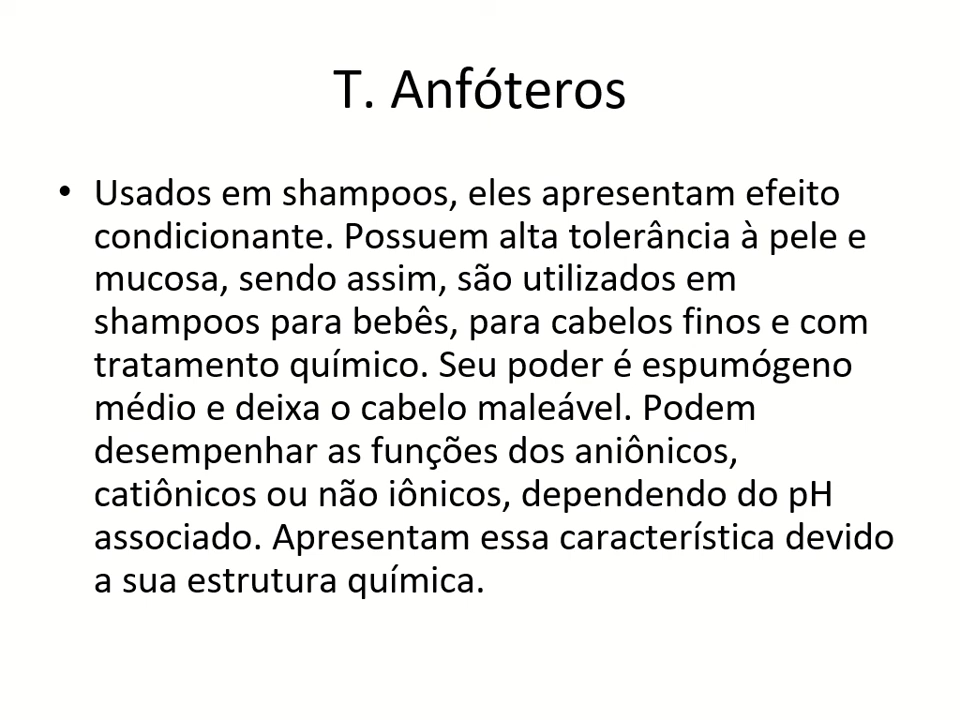 T. Anfóteros
• Usados em shampoos, eles apresentam efeito
condicionante. Possuem alta tolerância à pele e
mucosa, sendo assim, são utilizados em
shampoos para bebês, para cabelos finos e com
tratamento químico. Seu poder é espumógeno
médio e deixa o cabelo maleável. Podem
desempenhar as funções dos aniônicos,
catiônicos ou não iônicos, dependendo do pH
associado. Apresentam essa característica devido
a sua estrutura química.